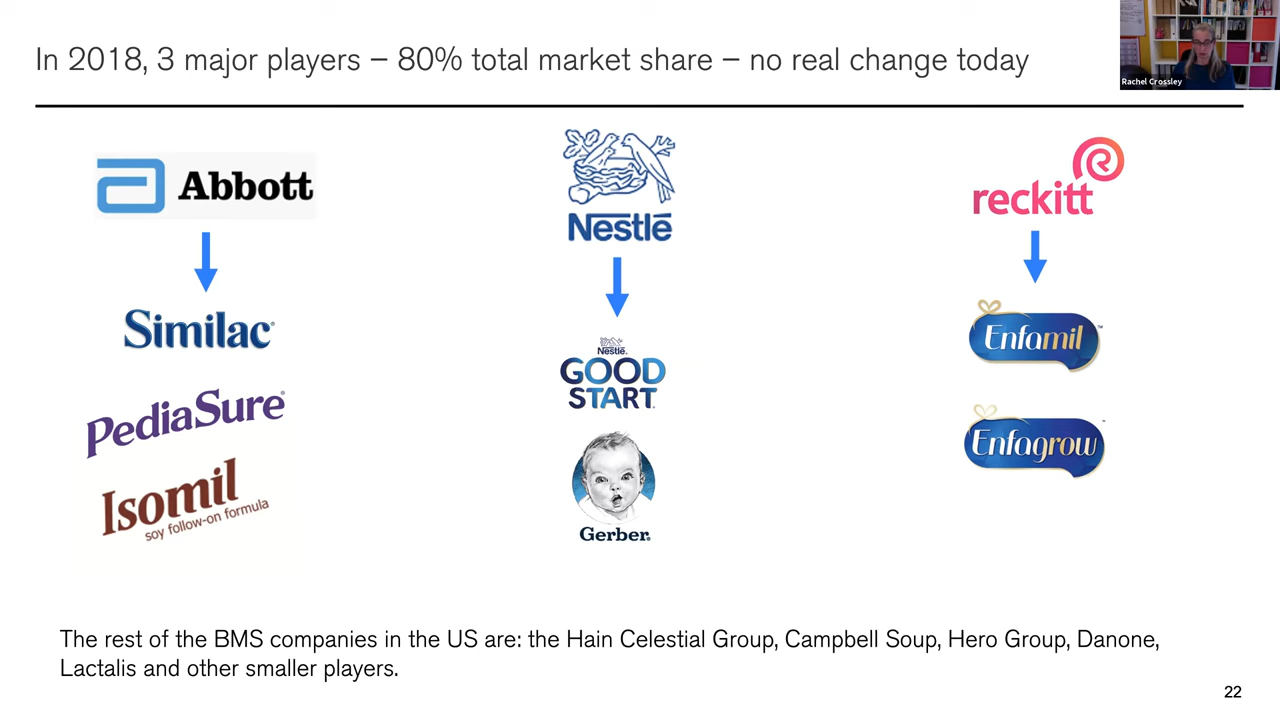 In 2018, 3 major players – 80% total market share – no real change today
Rachel Crossley
Abbott
Nestlé
reckitt
Similac®
Nestlé®
GOOD
START®
PediaSure®
Isomil
soy follow-on formula
Gerber®
Enfamil™
Enfagrow™
The rest of the BMS companies in the US are: the Hain Celestial Group, Campbell Soup, Hero Group, Danone,
Lactalis and other smaller players.
22